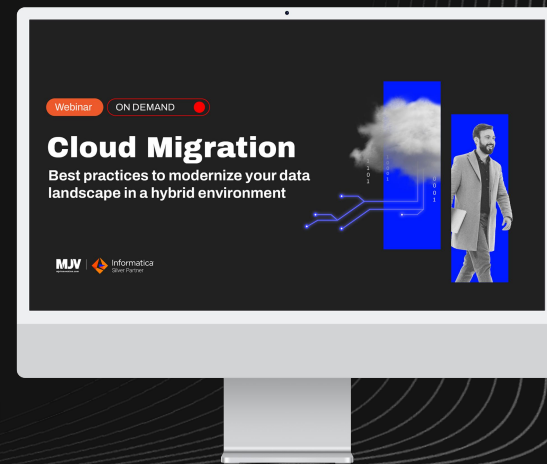 Webinar
ON DEMAND
Cloud Migration
Best practices to modernize your data
landscape in a hybrid environment
MJV
Informatica
Silver Partner